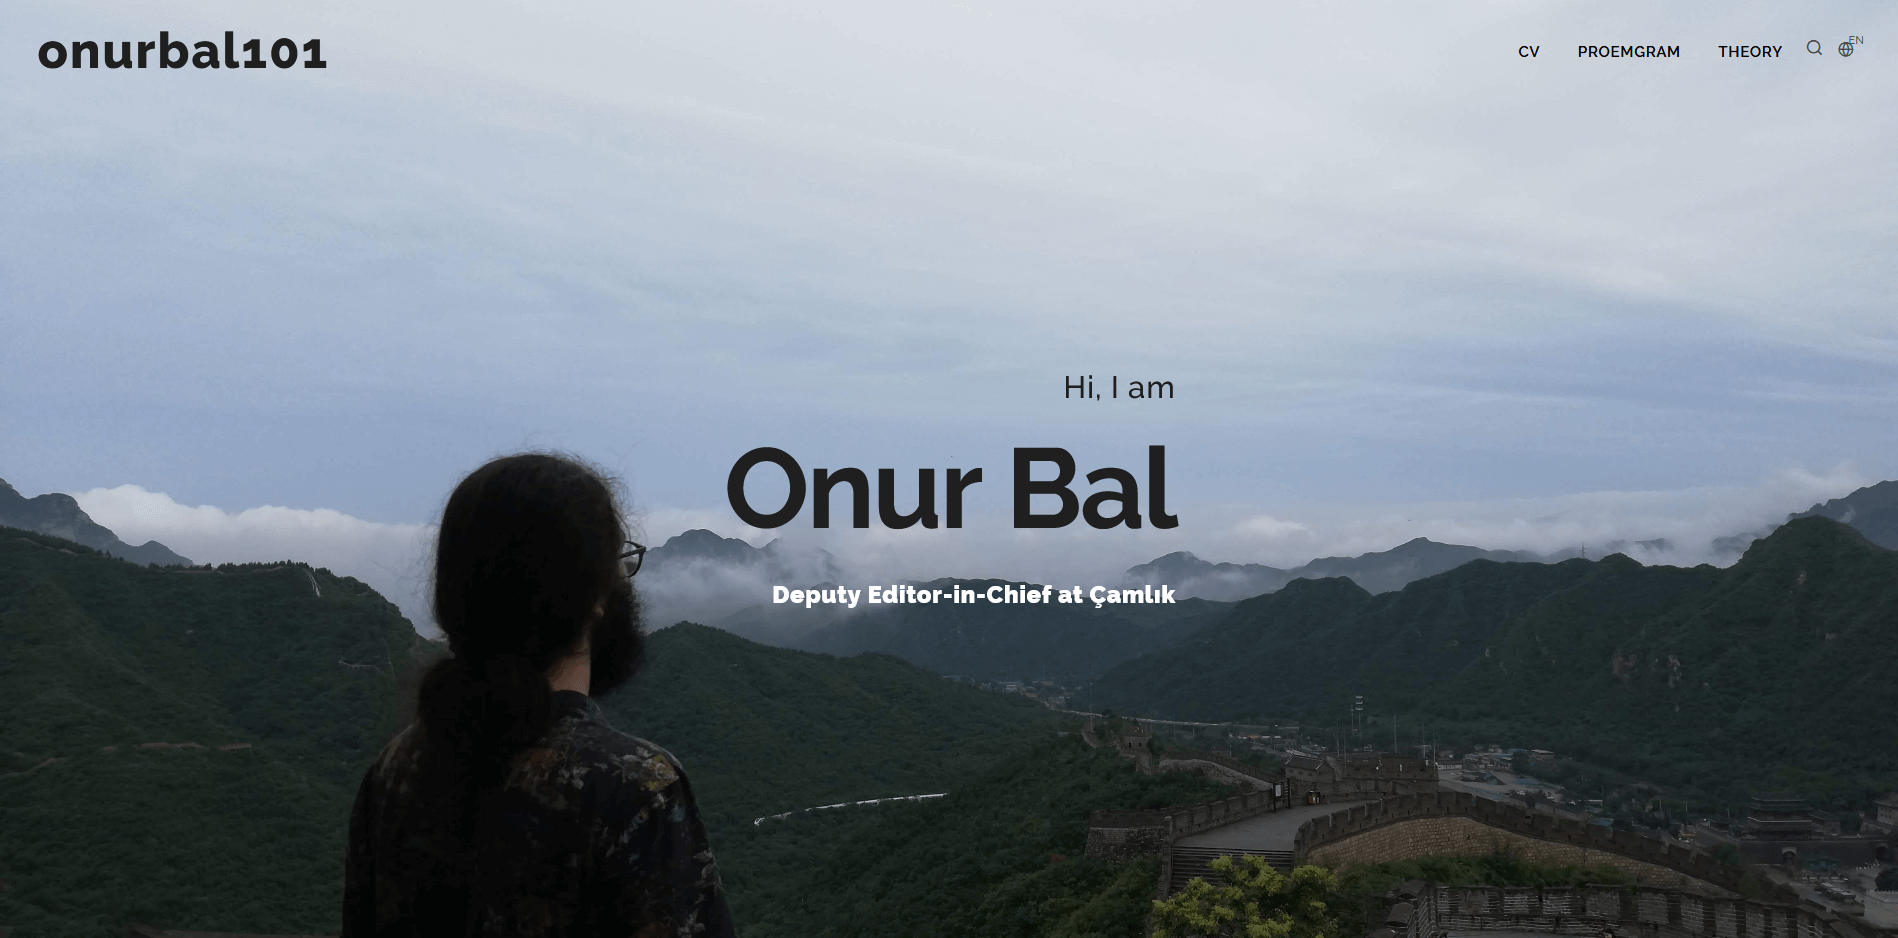 onurbal101
CV PROEMGRAM THEORY EN
Hi, I am
Onur Bal
Deputy Editor-in-Chief at Çamlık